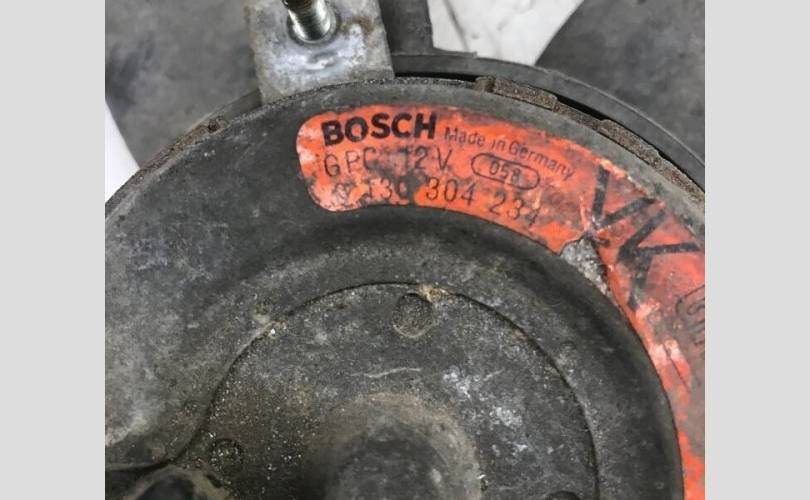 BOSCH Made in Germany
GPC 12V 058
0 130 304 234
VK